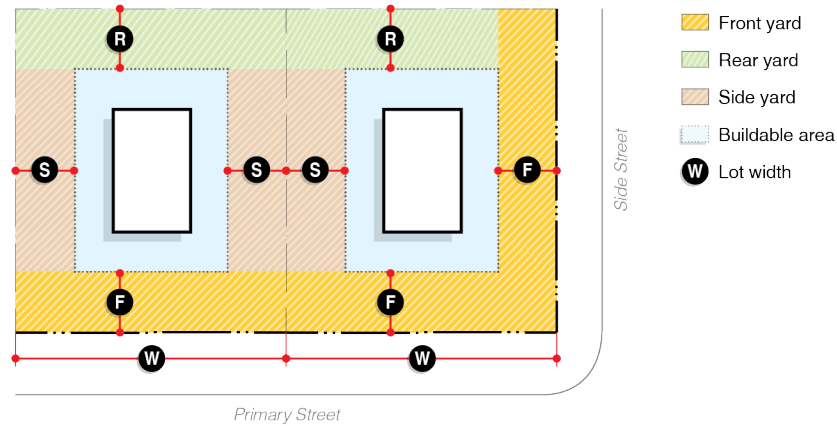 R R
Front yard
Rear yard
Side yard
Buildable area
W Lot width
S S S F
F F
W W
Side Street
Primary Street